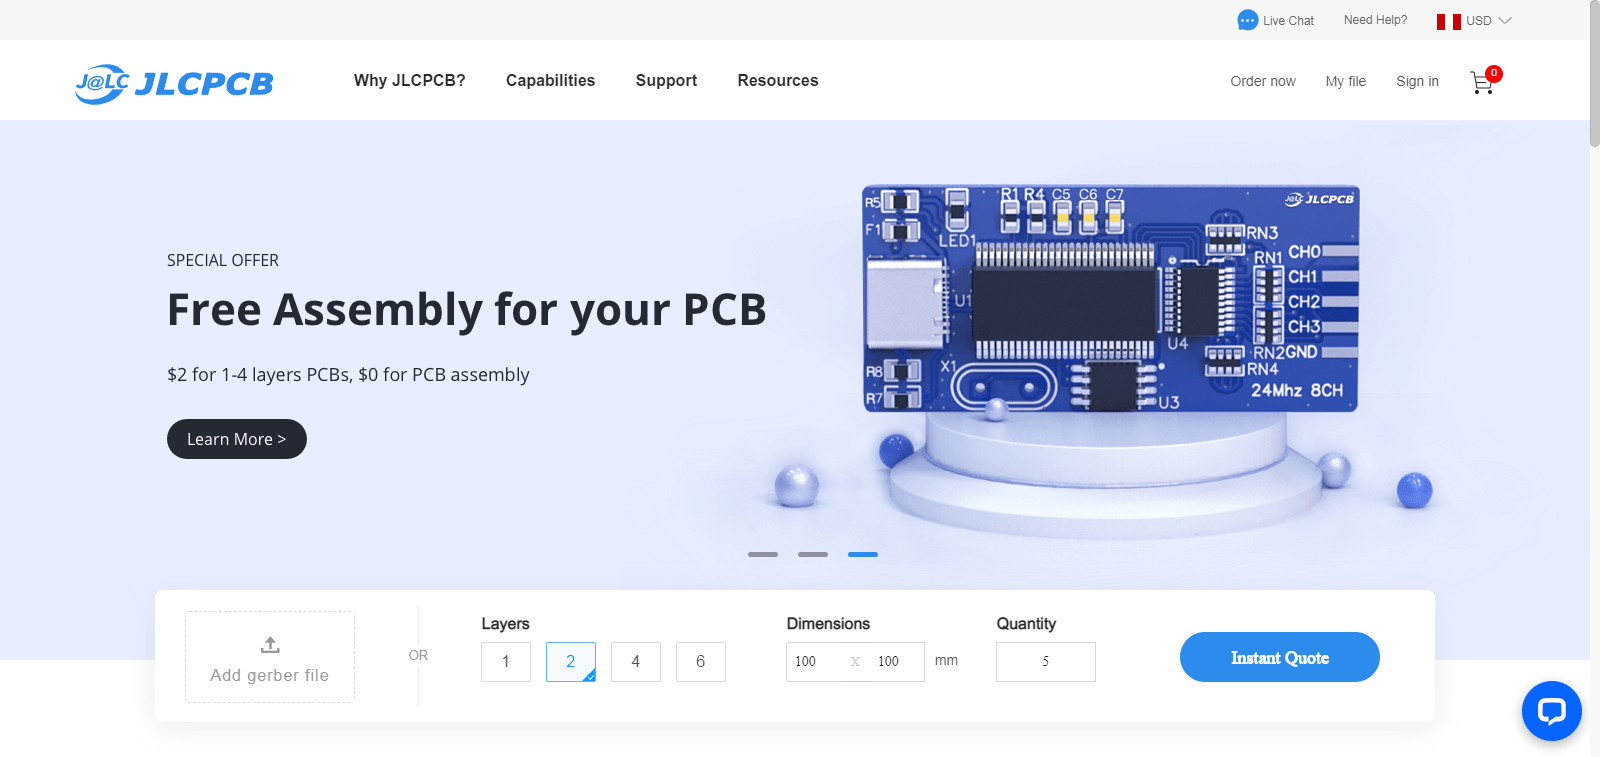 Live Chat
Need Help?
USD
J@LC JLCPCB
Why JLCPCB?
Capabilities
Support
Resources
Order now
My file
Sign in
0
SPECIAL OFFER
Free Assembly for your PCB
$2 for 1-4 layers PCBs, $0 for PCB assembly
Learn More >
J@LC JLCPCB
R5
F1
LED1
R1 R4 C5 C6 C7
RN3
CH0
RN1
CH1
CH2
CH3
RN2 GND
U1
U4
RN4
X1
R8
R7
U3
24Mhz 8CH
Add gerber file
OR
Layers
1
2
4
6
Dimensions
100 x 100 mm
Quantity
5
Instant Quote